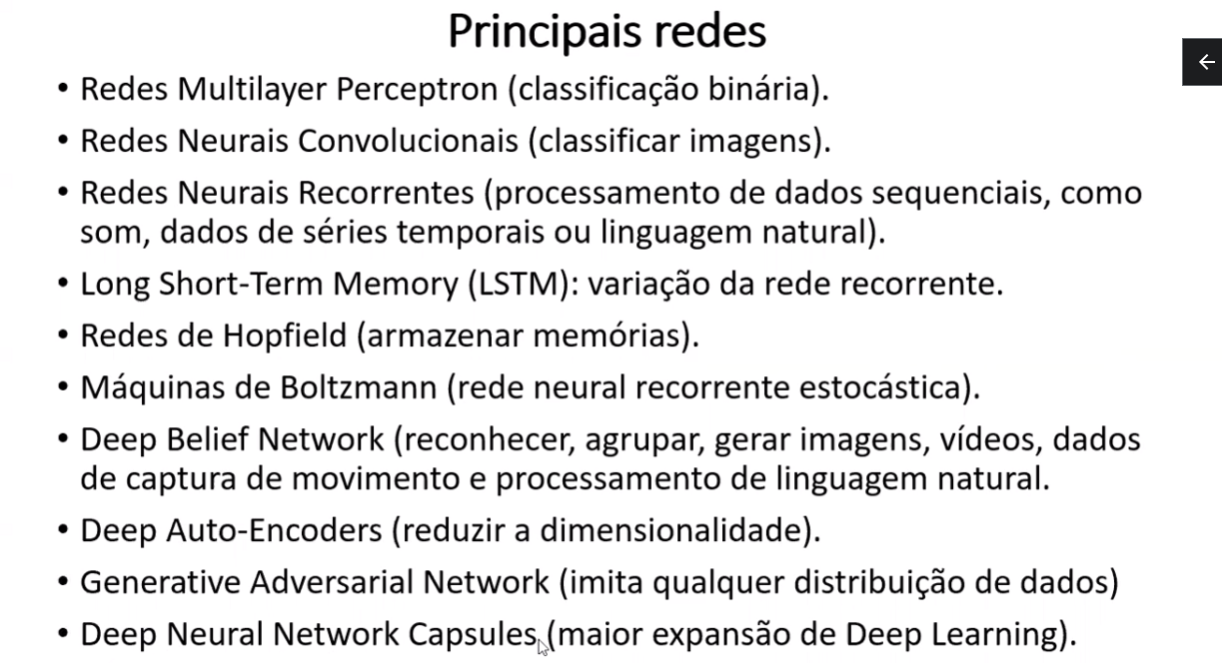 Principais redes
• Redes Multilayer Perceptron (classificação binária).
• Redes Neurais Convolucionais (classificar imagens).
• Redes Neurais Recorrentes (processamento de dados sequenciais, como
som, dados de séries temporais ou linguagem natural).
• Long Short-Term Memory (LSTM): variação da rede recorrente.
• Redes de Hopfield (armazenar memórias).
• Máquinas de Boltzmann (rede neural recorrente estocástica).
• Deep Belief Network (reconhecer, agrupar, gerar imagens, vídeos, dados
de captura de movimento e processamento de linguagem natural.
• Deep Auto-Encoders (reduzir a dimensionalidade).
• Generative Adversarial Network (imita qualquer distribuição de dados)
• Deep Neural Network Capsules (maior expansão de Deep Learning).